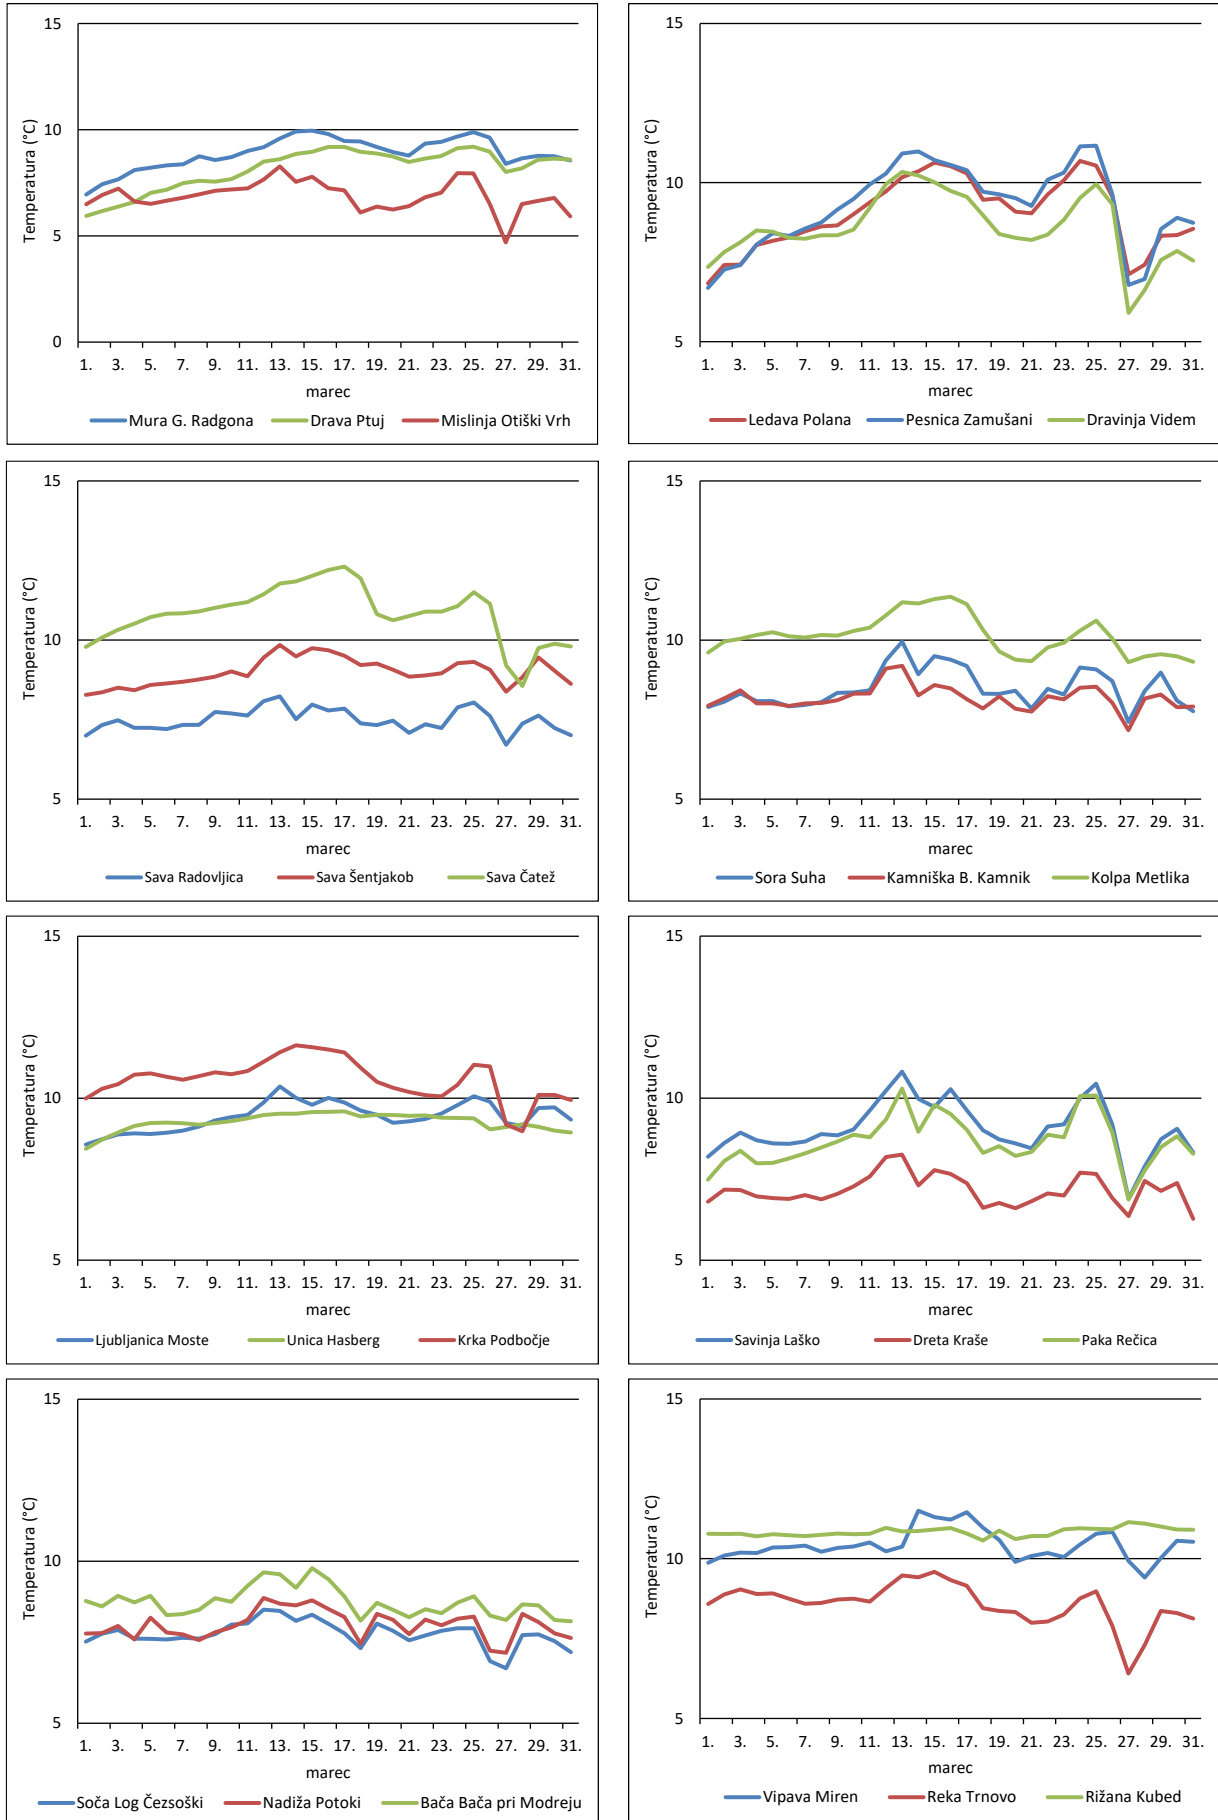 15
10
5
0
Temperatura (°C)
1. 3. 5. 7. 9. 11. 13. 15. 17. 19. 21. 23. 25. 27. 29. 31.
marec
Mura G. Radgona Drava Ptuj Mislinja Otiški Vrh
15
10
5
Temperatura (°C)
1. 3. 5. 7. 9. 11. 13. 15. 17. 19. 21. 23. 25. 27. 29. 31.
marec
Ledava Polana Pesnica Zamušani Dravinja Videm
15
10
5
Temperatura (°C)
1. 3. 5. 7. 9. 11. 13. 15. 17. 19. 21. 23. 25. 27. 29. 31.
marec
Sava Radovljica Sava Šentjakob Sava Čatež
15
10
5
Temperatura (°C)
1. 3. 5. 7. 9. 11. 13. 15. 17. 19. 21. 23. 25. 27. 29. 31.
marec
Sora Suha Kamniška B. Kamnik Kolpa Metlika
15
10
5
Temperatura (°C)
1. 3. 5. 7. 9. 11. 13. 15. 17. 19. 21. 23. 25. 27. 29. 31.
marec
Ljubljanica Moste Unica Hasberg Krka Podbočje
15
10
5
Temperatura (°C)
1. 3. 5. 7. 9. 11. 13. 15. 17. 19. 21. 23. 25. 27. 29. 31.
marec
Savinja Laško Dreta Kraše Paka Rečica
15
10
5
Temperatura (°C)
1. 3. 5. 7. 9. 11. 13. 15. 17. 19. 21. 23. 25. 27. 29. 31.
marec
Soča Log Čezsoški Nadiža Potoki Bača Bača pri Modreju
15
10
5
Temperatura (°C)
1. 3. 5. 7. 9. 11. 13. 15. 17. 19. 21. 23. 25. 27. 29. 31.
marec
Vipava Miren Reka Trnovo Rižana Kubed